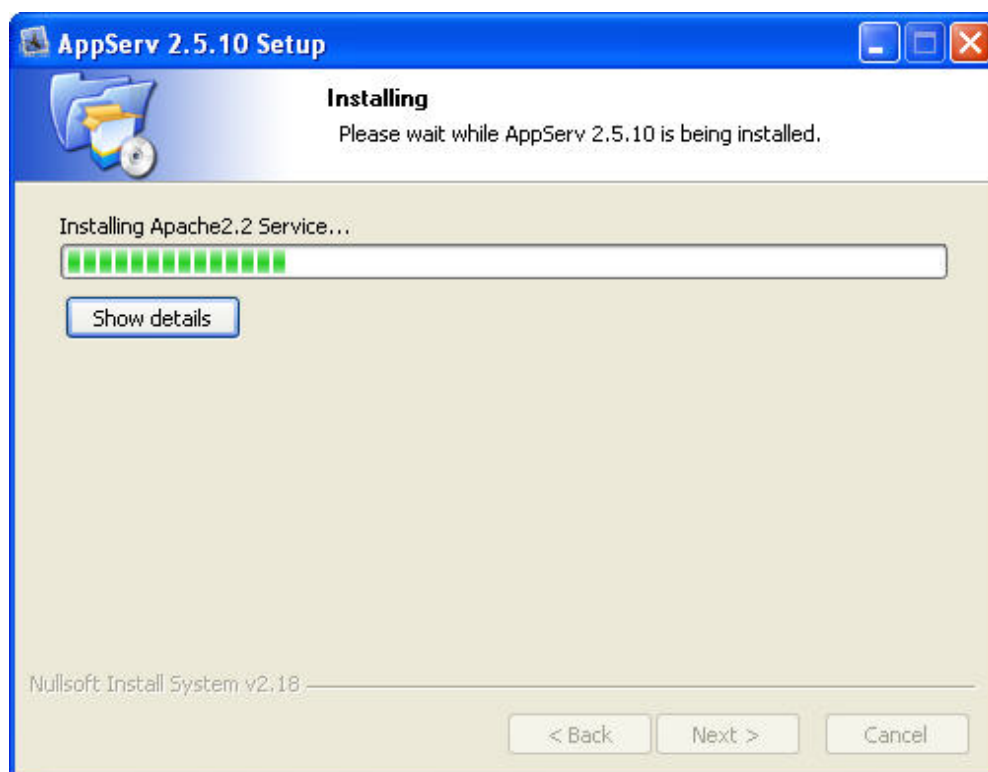 AppServ 2.5.10 Setup
Installing
Please wait while AppServ 2.5.10 is being installed.
Installing Apache2.2 Service...
Show details
Nullsoft Install System v2.18
< Back
Next >
Cancel